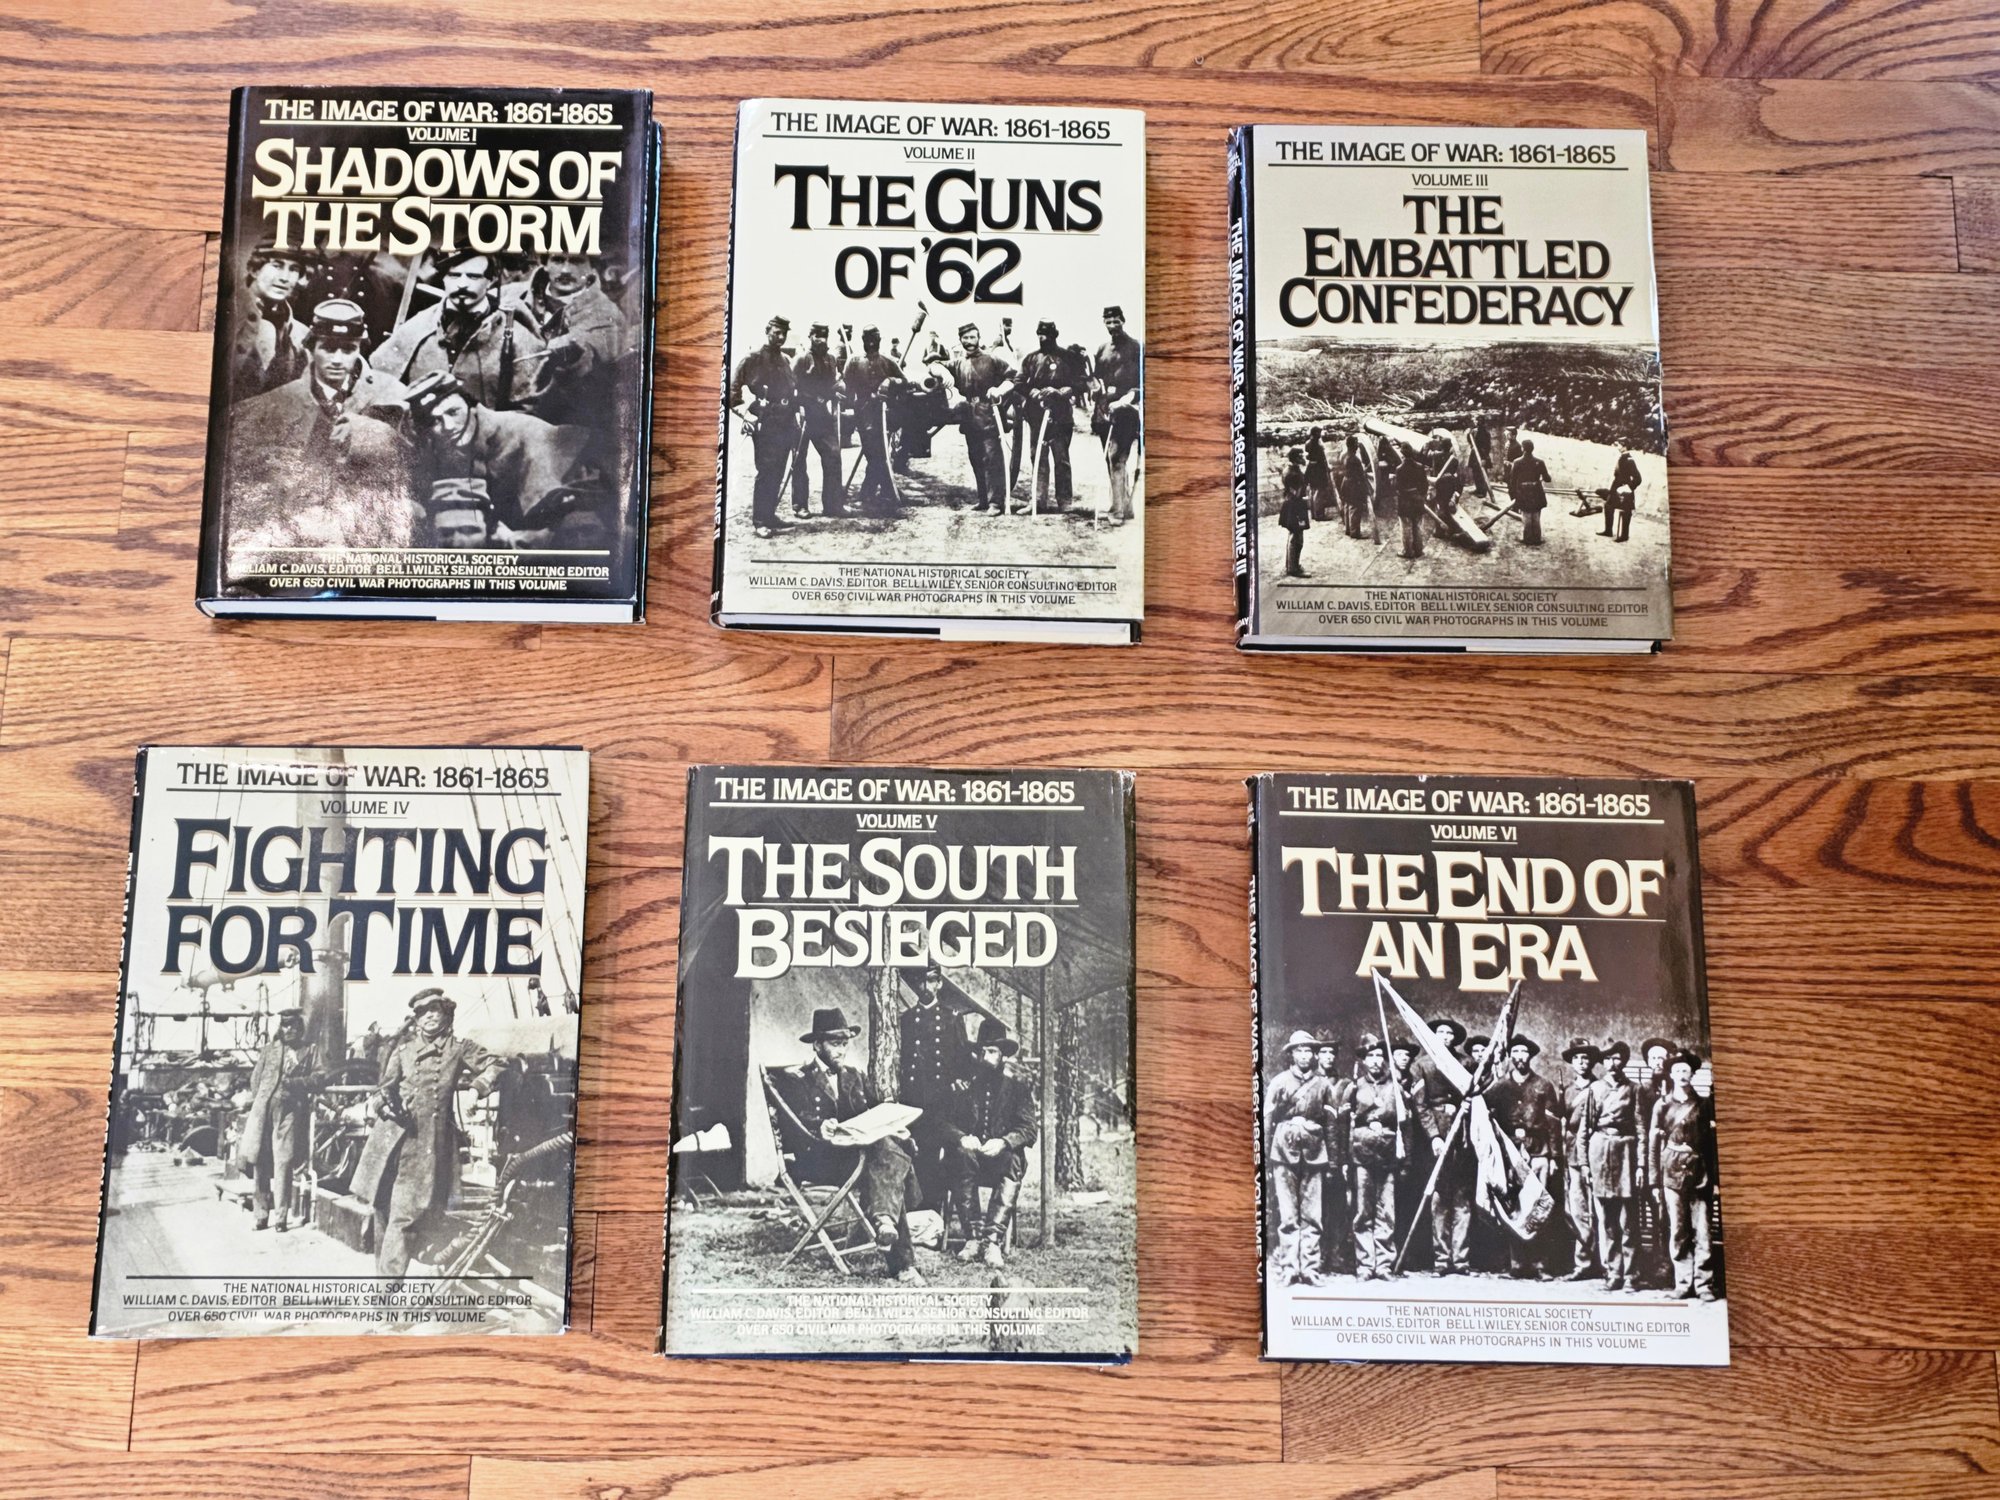 THE IMAGE OF WAR: 1861-1865
VOLUME I
SHADOWS OF
THE STORM
THE NATIONAL HISTORICAL SOCIETY
WILLIAM C. DAVIS, EDITOR BELL I. WILEY, SENIOR CONSULTING EDITOR
OVER 650 CIVIL WAR PHOTOGRAPHS IN THIS VOLUME
THE IMAGE OF WAR: 1861-1865
VOLUME II
THE GUNS
OF '62
THE NATIONAL HISTORICAL SOCIETY
WILLIAM C. DAVIS, EDITOR BELL I. WILEY, SENIOR CONSULTING EDITOR
OVER 650 CIVIL WAR PHOTOGRAPHS IN THIS VOLUME
THE IMAGE OF WAR: 1861-1865 VOLUME III
THE IMAGE OF WAR: 1861-1865
VOLUME III
THE
EMBATTLED
CONFEDERACY
THE NATIONAL HISTORICAL SOCIETY
WILLIAM C. DAVIS, EDITOR BELL I. WILEY, SENIOR CONSULTING EDITOR
OVER 650 CIVIL WAR PHOTOGRAPHS IN THIS VOLUME
THE IMAGE OF WAR: 1861-1865
VOLUME IV
FIGHTING
FOR TIME
THE NATIONAL HISTORICAL SOCIETY
WILLIAM C. DAVIS, EDITOR BELL I. WILEY, SENIOR CONSULTING EDITOR
OVER 650 CIVIL WAR PHOTOGRAPHS IN THIS VOLUME
THE IMAGE OF WAR: 1861-1865
VOLUME V
THE SOUTH
BESIEGED
THE NATIONAL HISTORICAL SOCIETY
WILLIAM C. DAVIS, EDITOR BELL I. WILEY, SENIOR CONSULTING EDITOR
OVER 650 CIVIL WAR PHOTOGRAPHS IN THIS VOLUME
THE IMAGE OF WAR: 1861-1865 VOLUME VI
THE IMAGE OF WAR: 1861-1865
VOLUME VI
THE END OF
AN ERA
THE NATIONAL HISTORICAL SOCIETY
WILLIAM C. DAVIS, EDITOR BELL I. WILEY, SENIOR CONSULTING EDITOR
OVER 650 CIVIL WAR PHOTOGRAPHS IN THIS VOLUME